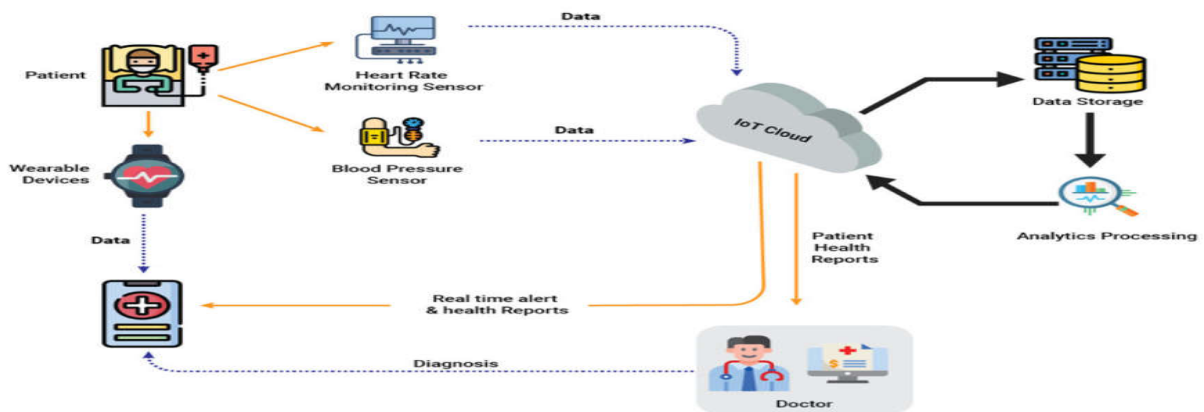 Data
Patient
Heart Rate
Monitoring Sensor
Data Storage
IoT Cloud
Data
Wearable
Devices
Blood Pressure
Sensor
Data
Patient
Health
Reports
Analytics Processing
Real time alert
& health Reports
Diagnosis
Doctor